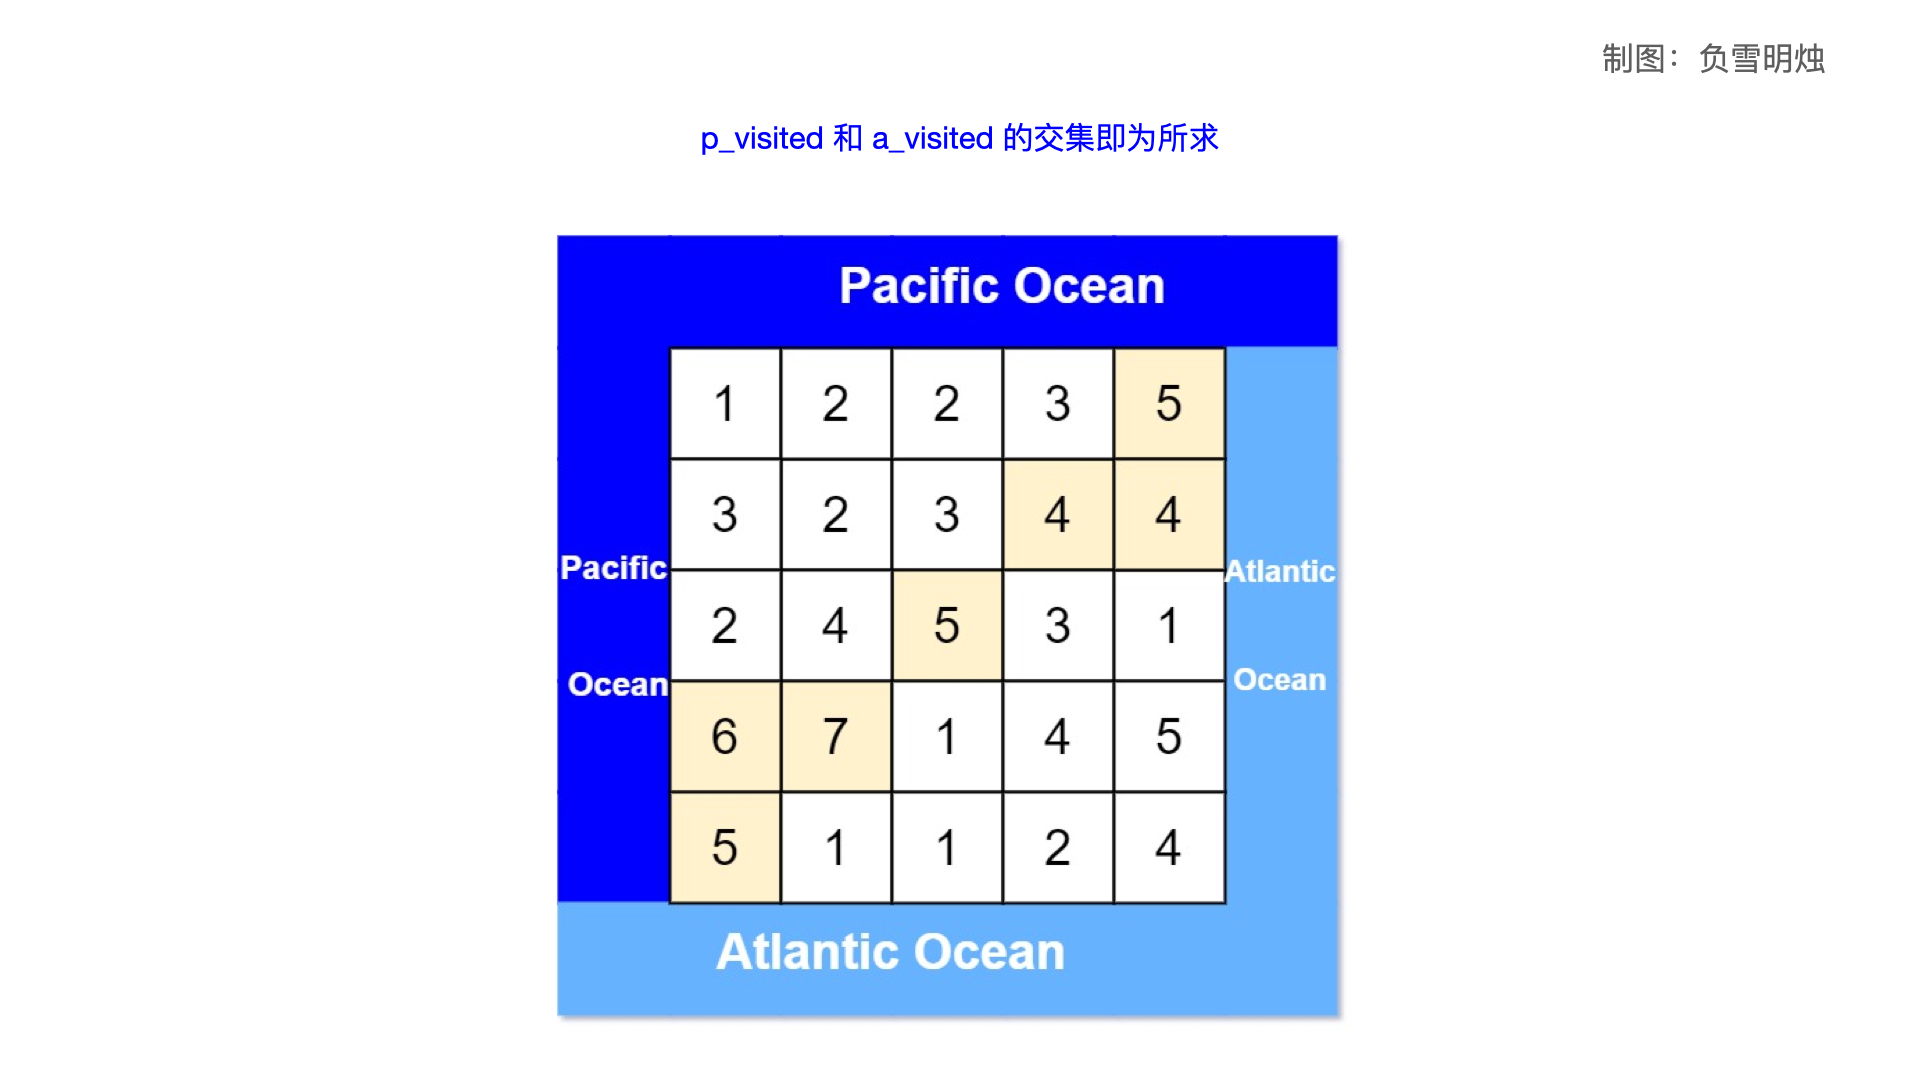 制图：负雪明烛
p_visited 和 a_visited 的交集即为所求
Pacific Ocean
1 2 2 3 5
3 2 3 4 4
Pacific
Atlantic
2 4 5 3 1
Ocean
Ocean
6 7 1 4 5
5 1 1 2 4
Atlantic Ocean